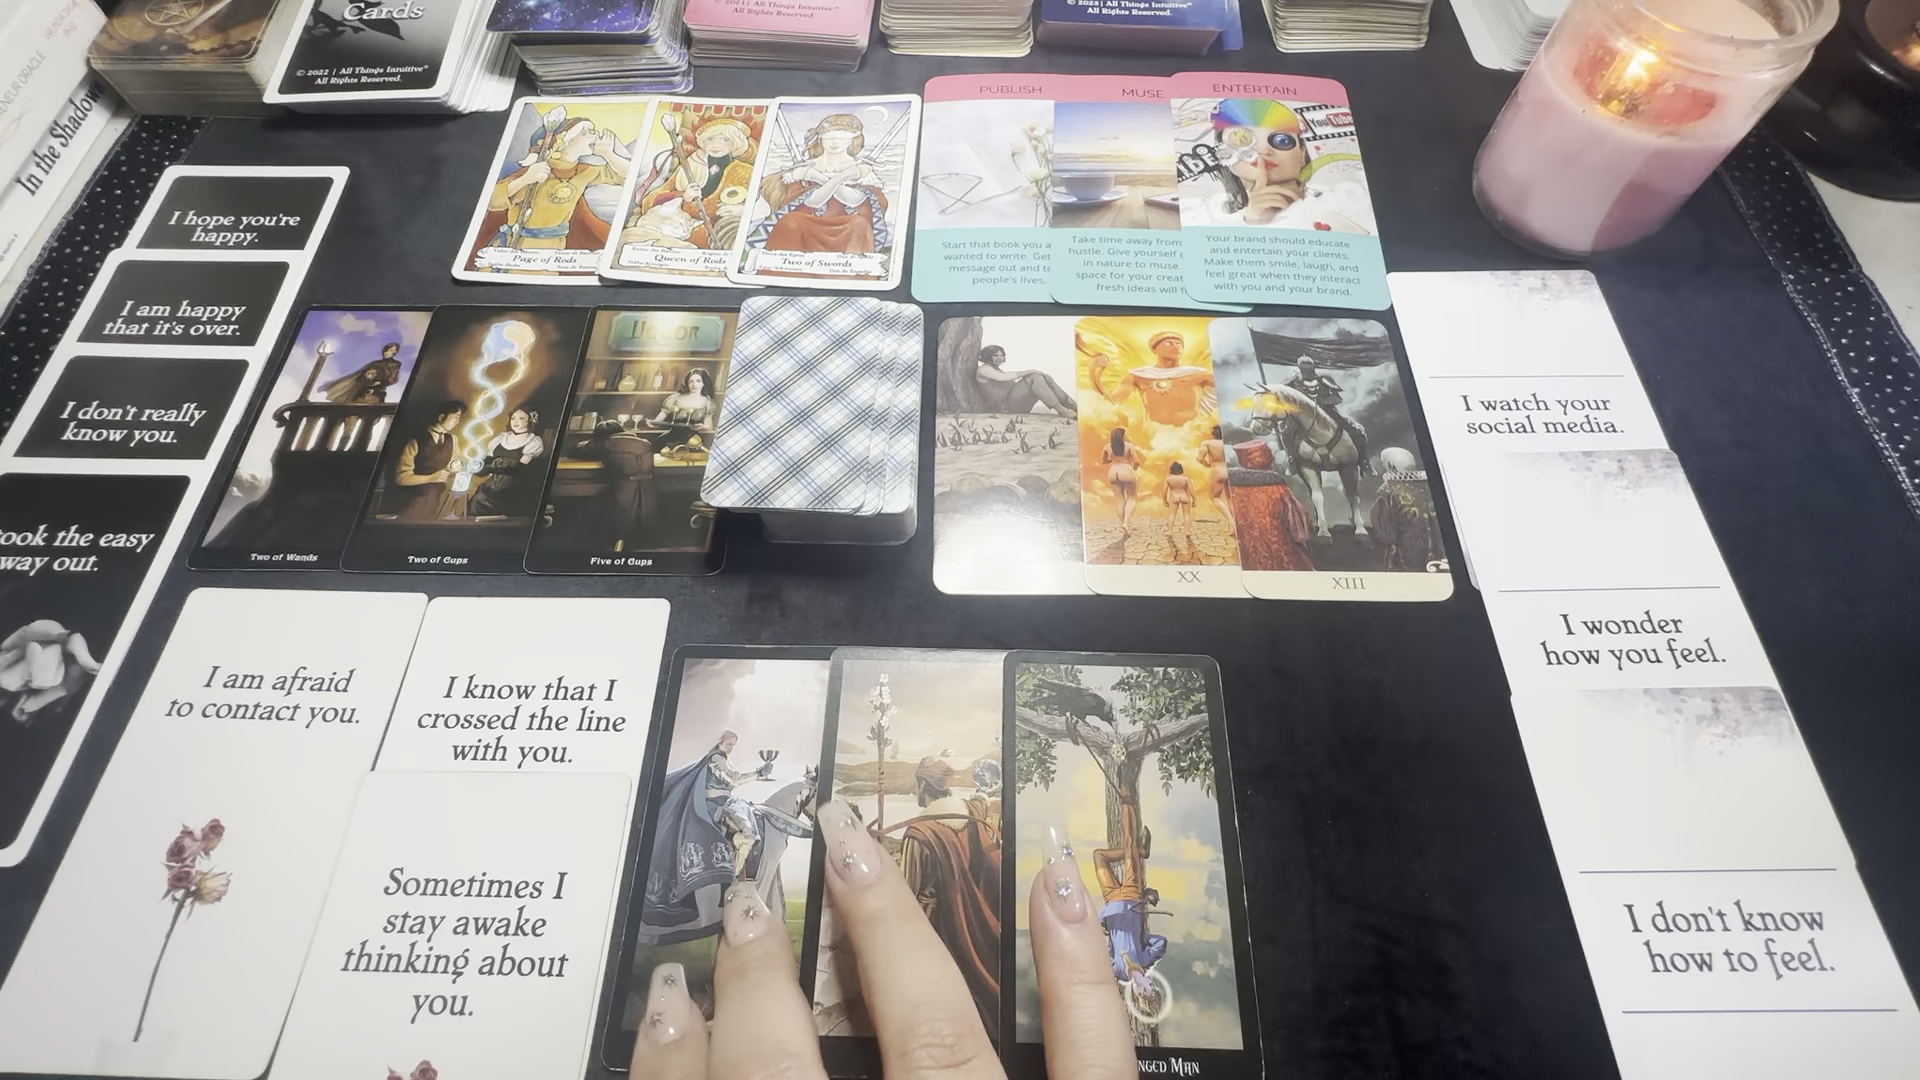 Cards
© 2022 | All Things Intuitive®
All Rights Reserved.
All Things Intuitive®
All Rights Reserved.
© 2023 | All Things Intuitive®
All Rights Reserved.
In the Shadows
I hope you're
happy.
I am happy
that it's over.
I don't really
know you.
ook the easy
way out.
Page of Rods
Queen of Rods
Two of Swords
PUBLISH
Start that book you a
wanted to write. Get
message out and to
people's lives.
MUSE
Take time away from
hustle. Give yourself
in nature to muse.
space for your creat
fresh ideas will f
ENTERTAIN
YouTube
Your brand should educate
and entertain your clients.
Make them smile, laugh, and
feel great when they interact
with you and your brand.
Two of Wands
Two of Cups
LIQUOR
Five of Cups
XX
XIII
I watch your
social media.
I wonder
how you feel.
I don't know
how to feel.
I am afraid
to contact you.
I know that I
crossed the line
with you.
Sometimes I
stay awake
thinking about
you.
NGED MAN